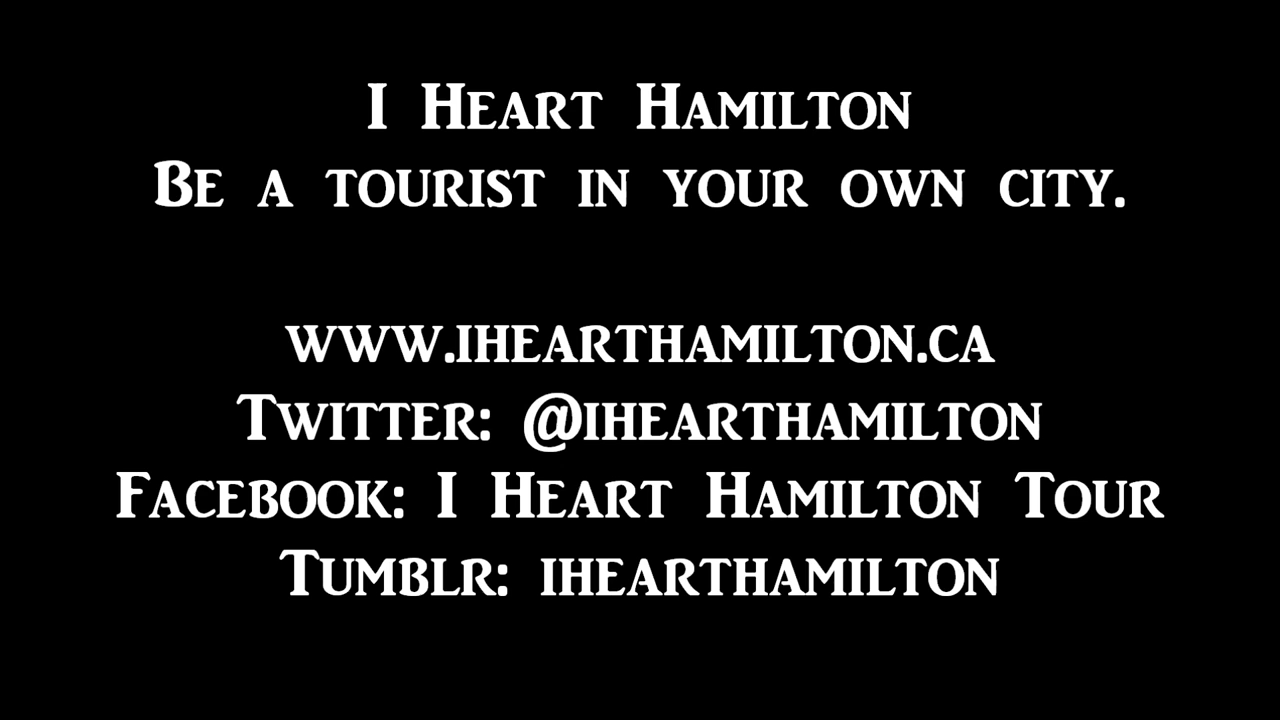 I Heart Hamilton
Be a tourist in your own city.
www.ihearthamilton.ca
Twitter: @ihearthamilton
Facebook: I Heart Hamilton Tour
Tumblr: ihearthamilton